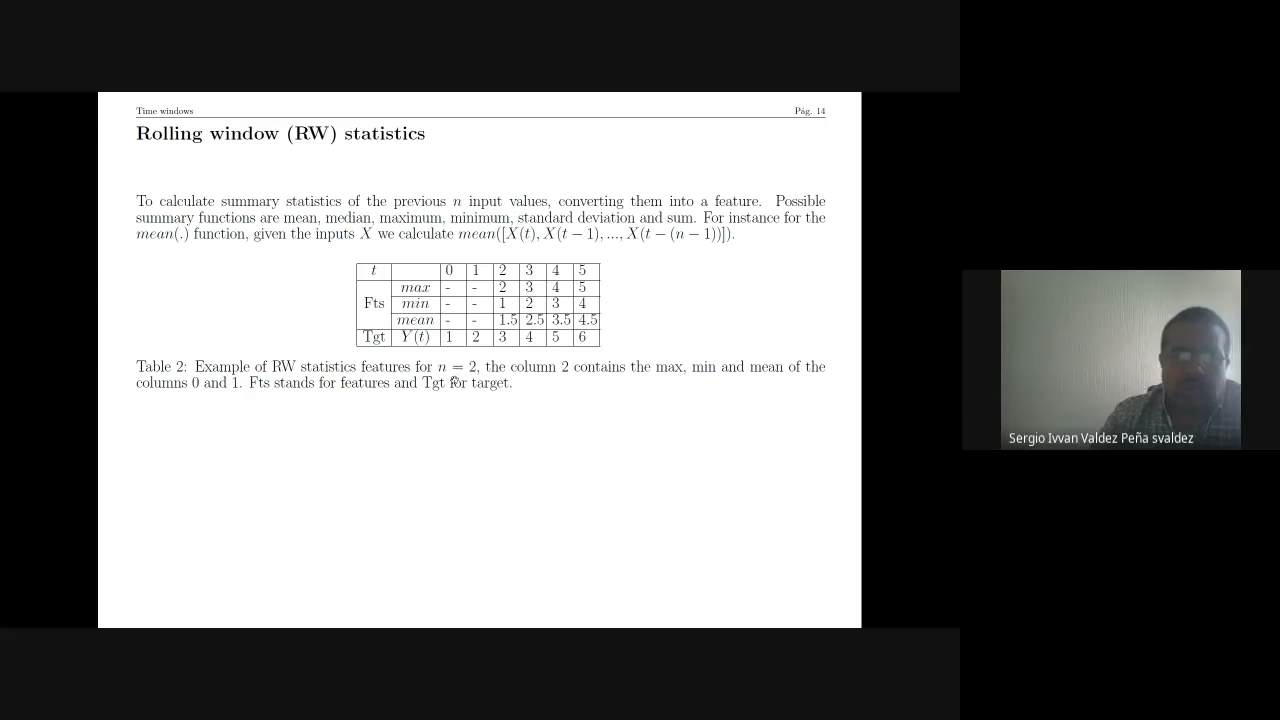 Time windows Pág. 14
Rolling window (RW) statistics
To calculate summary statistics of the previous n input values, converting them into a feature. Possible
summary functions are mean, median, maximum, minimum, standard deviation and sum. For instance for the
mean(.) function, given the inputs X we calculate mean([X(t), X(t − 1), ..., X(t − (n − 1))]).
t 0 1 2 3 4 5
max - - 2 3 4 5
Fts min - - 1 2 3 4
mean - - 1.5 2.5 3.5 4.5
Tgt Y(t) 1 2 3 4 5 6
Table 2: Example of RW statistics features for n = 2, the column 2 contains the max, min and mean of the
columns 0 and 1. Fts stands for features and Tgt for target.
Sergio Ivvan Valdez Peña svaldez